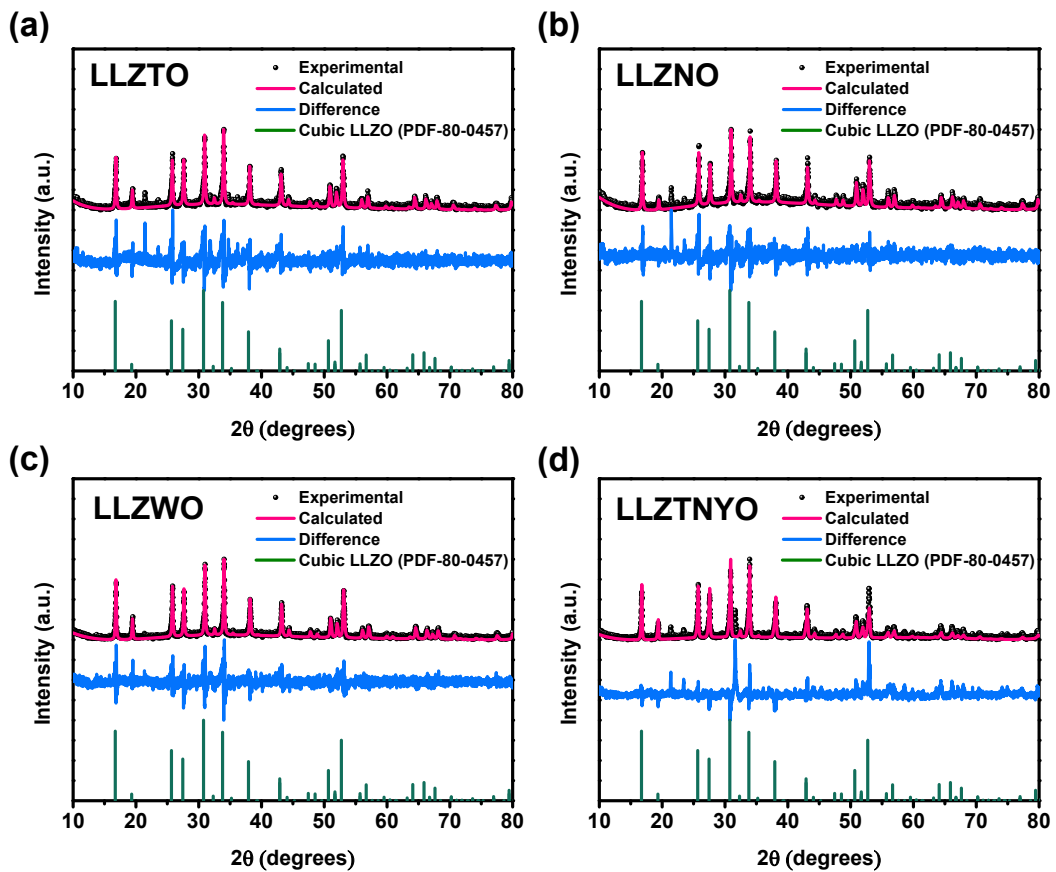 (a)
LLZTO
Experimental
Calculated
Difference
Cubic LLZO (PDF-80-0457)
Intensity (a.u.)
10 20 30 40 50 60 70 80
2θ (degrees)
(b)
LLZNO
Experimental
Calculated
Difference
Cubic LLZO (PDF-80-0457)
Intensity (a.u.)
10 20 30 40 50 60 70 80
2θ (degrees)
(c)
LLZWO
Experimental
Calculated
Difference
Cubic LLZO (PDF-80-0457)
Intensity (a.u.)
10 20 30 40 50 60 70 80
2θ (degrees)
(d)
LLZTNYO
Experimental
Calculated
Difference
Cubic LLZO (PDF-80-0457)
Intensity (a.u.)
10 20 30 40 50 60 70 80
2θ (degrees)